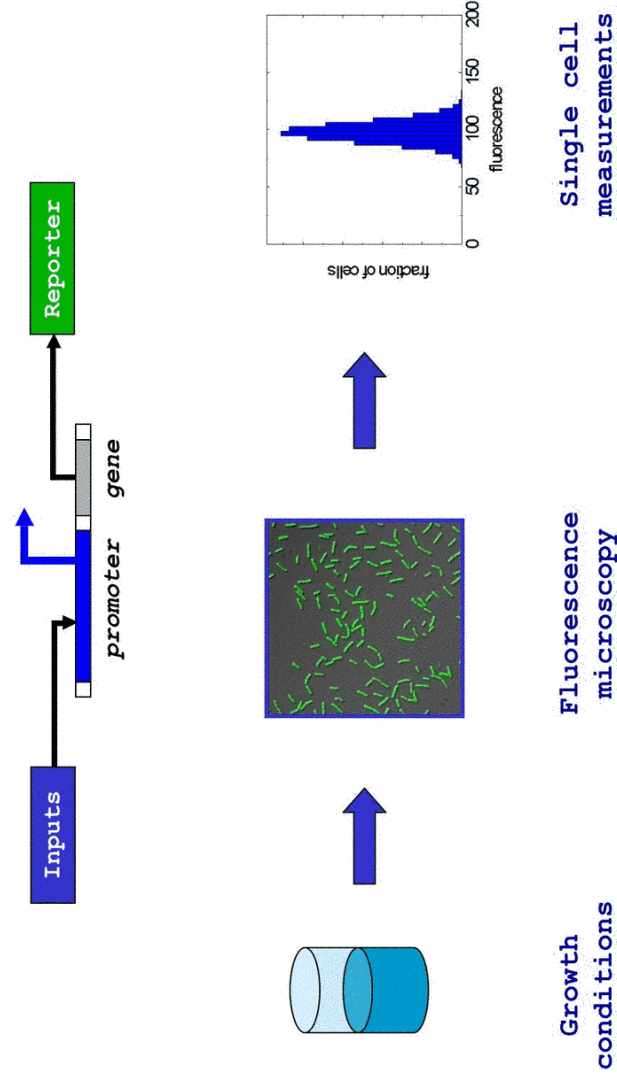 Inputs
promoter
gene
Reporter
fraction of cells
0
50
100
150
200
fluorescence
Growth
conditions
Fluorescence
microscopy
Single cell
measurements